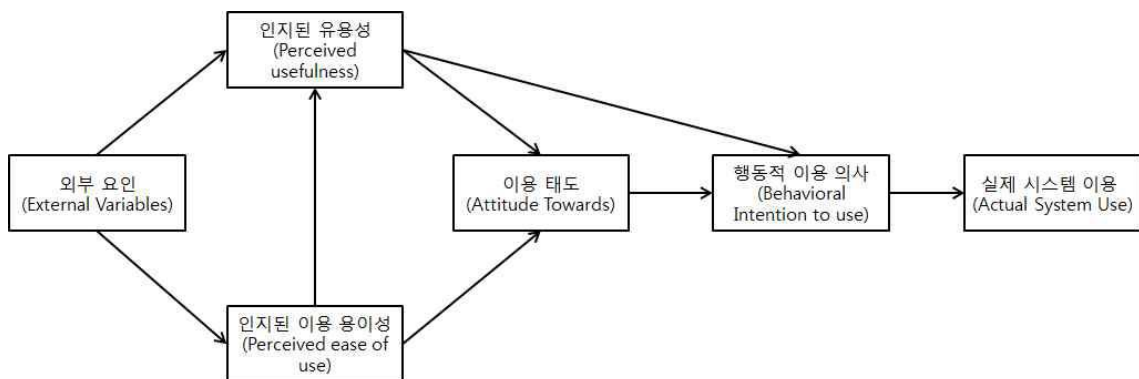 인지된 유용성
(Perceived
usefulness)
외부 요인
(External Variables)
이용 태도
(Attitude Towards)
행동적 이용 의사
(Behavioral
Intention to use)
실제 시스템 이용
(Actual System Use)
인지된 이용 용이성
(Perceived ease of
use)